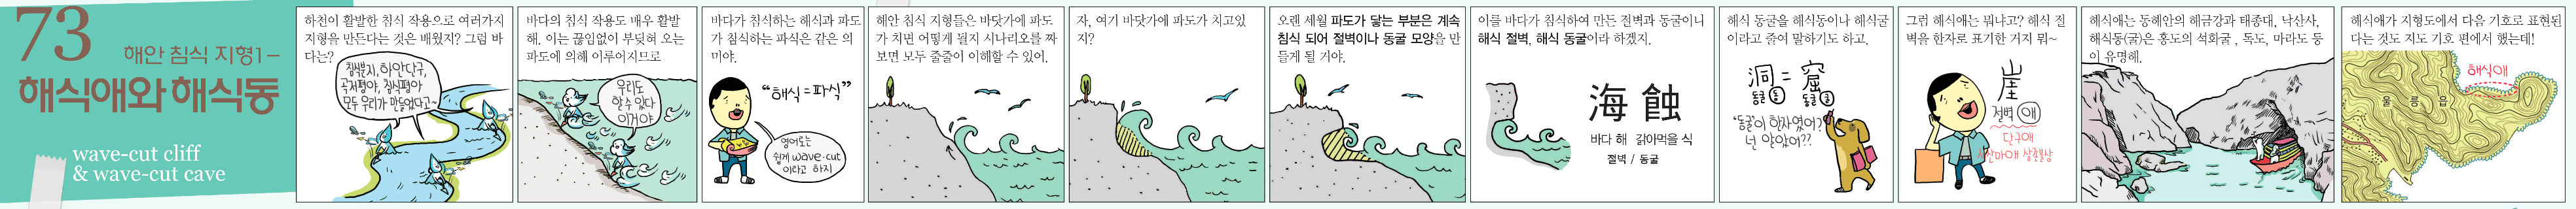 73
해안 침식 지형1-
해식애와 해식동
wave-cut cliff
& wave-cut cave
하천이 활발한 침식 작용으로 여러가지
지형을 만든다는 것은 배웠지? 그럼 바
다는?
침식분지, 하안단구,
곡저평야, 침식평야
모두 우리가 만들었다고~
바다의 침식 작용도 매우 활발
해. 이는 끊임없이 부딪혀 오는
파도에 의해 이루어지므로
우리도
할 수 있다
이거야
바다가 침식하는 해식과 파도
가 침식하는 파식은 같은 의
미야.
"해식=파식"
영어로는
쉽게 wave-cut
이라고 하지
해안 침식 지형들은 바닷가에 파도
가 치면 어떻게 될지 시나리오를 짜
보면 모두 줄줄이 이해할 수 있어.
자, 여기 바닷가에 파도가 치고있
지?
오랜 세월 파도가 닿는 부분은 계속
침식 되어 절벽이나 동굴 모양을 만
들게 될 거야.
이를 바다가 침식하여 만든 절벽과 동굴이니
해식 절벽, 해식 동굴이라 하겠지.
海 蝕
바다 해 갉아먹을 식
절벽 / 동굴
해식 동굴을 해식동이나 해식굴
이라고 줄여 말하기도 하고.
洞 = 窟
동굴 동 동굴 굴
'동굴'이 한자였어?
넌 알았어??
그럼 해식애는 뭐냐고? 해식 절
벽을 한자로 표기한 거지 뭐~
崖
절벽 애
단구애
해식애는 동해안의 해금강과 태종대, 낙산사,
해식동(굴)은 홍도의 석화굴, 독도, 마라도 등
이 유명해.
해식애가 지형도에서 다음 기호로 표현된
다는 것도 지도 기호 편에서 했는데!
해식애
울릉읍